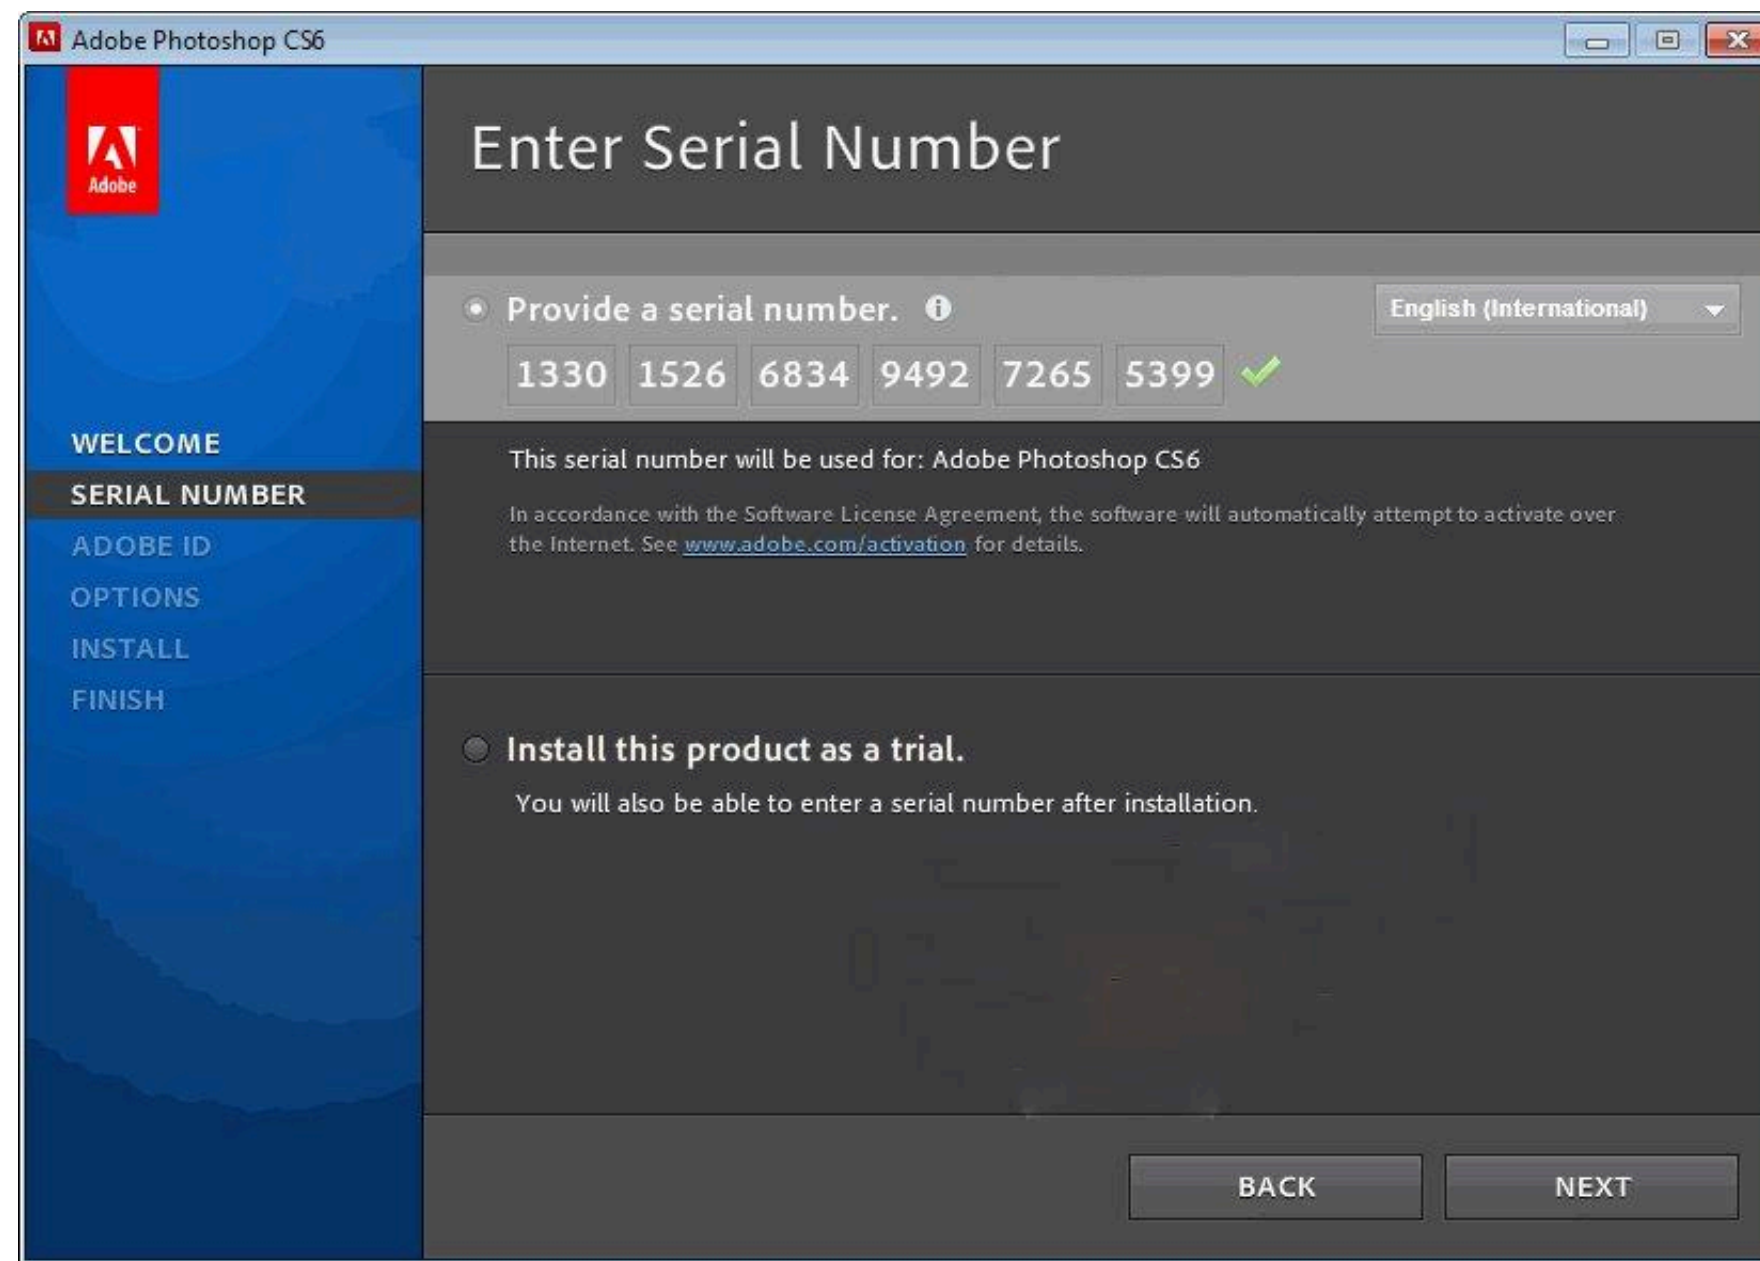 Adobe Photoshop CS6
Adobe
Enter Serial Number
Provide a serial number.
English (International)
1330 1526 6834 9492 7265 5399
This serial number will be used for: Adobe Photoshop CS6
In accordance with the Software License Agreement, the software will automatically attempt to activate over
the Internet. See www.adobe.com/activation for details.
WELCOME
SERIAL NUMBER
ADOBE ID
OPTIONS
INSTALL
FINISH
Install this product as a trial.
You will also be able to enter a serial number after installation.
BACK
NEXT